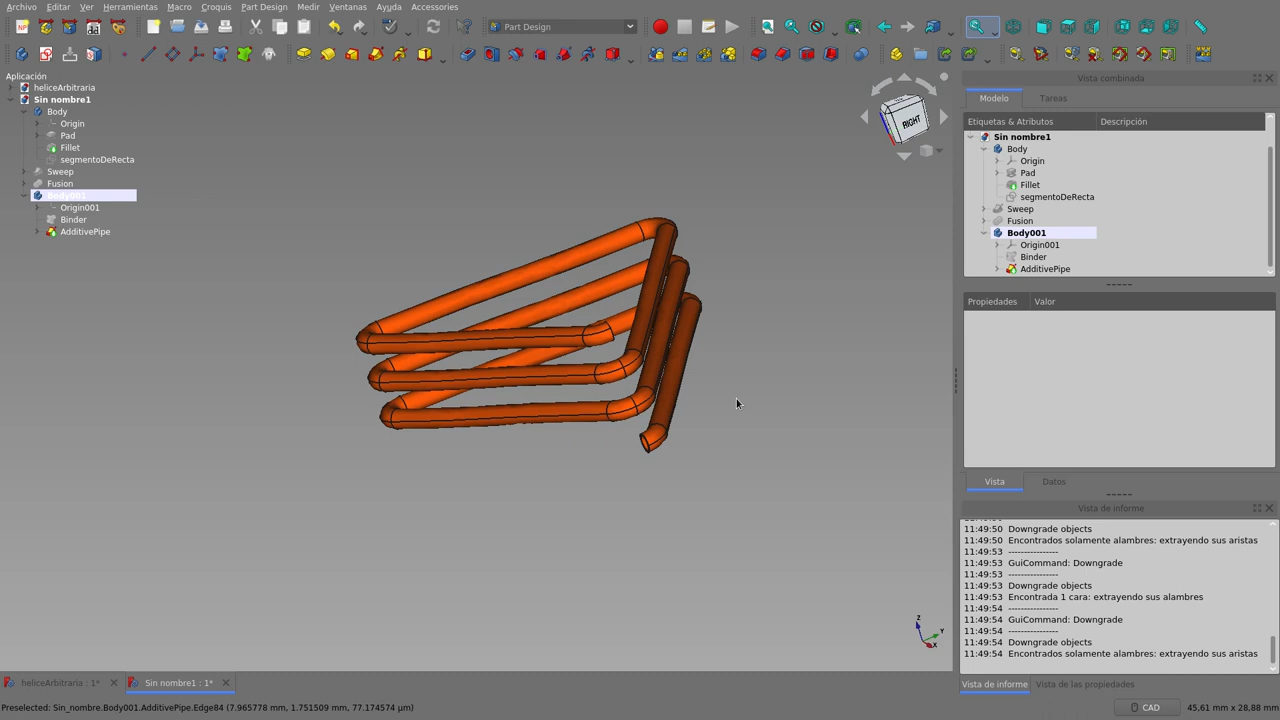 Archivo Editar Ver Herramientas Macro Croquis Part Design Medir Ventanas Ayuda Accessories
Part Design
Aplicación
heliceArbitraria
Sin nombre1
Body
Origin
Pad
Fillet
segmentoDeRecta
Sweep
Fusion
Body001
Origin001
Binder
AdditivePipe
RIGHT
Z
Y
X
Vista combinada
Modelo Tareas
Etiquetas & Atributos Descripción
Sin nombre1
Body
Origin
Pad
Fillet
segmentoDeRecta
Sweep
Fusion
Body001
Origin001
Binder
AdditivePipe
Propiedades Valor
Vista Datos
Vista de informe
11:49:50 Downgrade objects
11:49:50 Encontrados solamente alambres: extrayendo sus aristas
11:49:53 ----------------
11:49:53 GuiCommand: Downgrade
11:49:53 ----------------
11:49:53 Downgrade objects
11:49:53 Encontrada 1 cara: extrayendo sus alambres
11:49:54 ----------------
11:49:54 GuiCommand: Downgrade
11:49:54 ----------------
11:49:54 Downgrade objects
11:49:54 Encontrados solamente alambres: extrayendo sus aristas
heliceArbitraria : 1* Sin nombre1 : 1*
Vista de informe Vista de las propiedades
Preselected: Sin_nombre.Body001.AdditivePipe.Edge84 (7.965778 mm, 1.751509 mm, 77.174574 µm)
CAD 45,61 mm x 28,88 mm